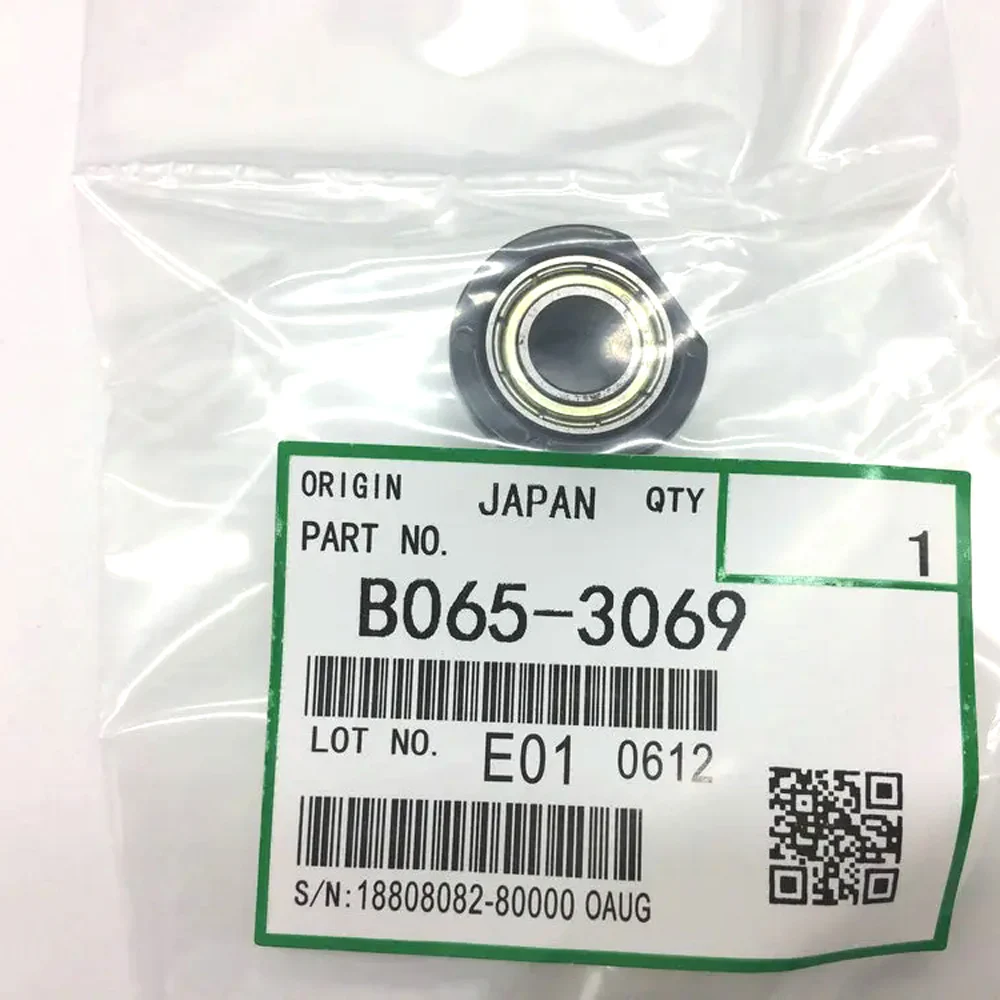 ORIGIN JAPAN QTY 1
PART NO.
B065-3069
LOT NO. E01 0612
S/N:18808082-80000 OAUG